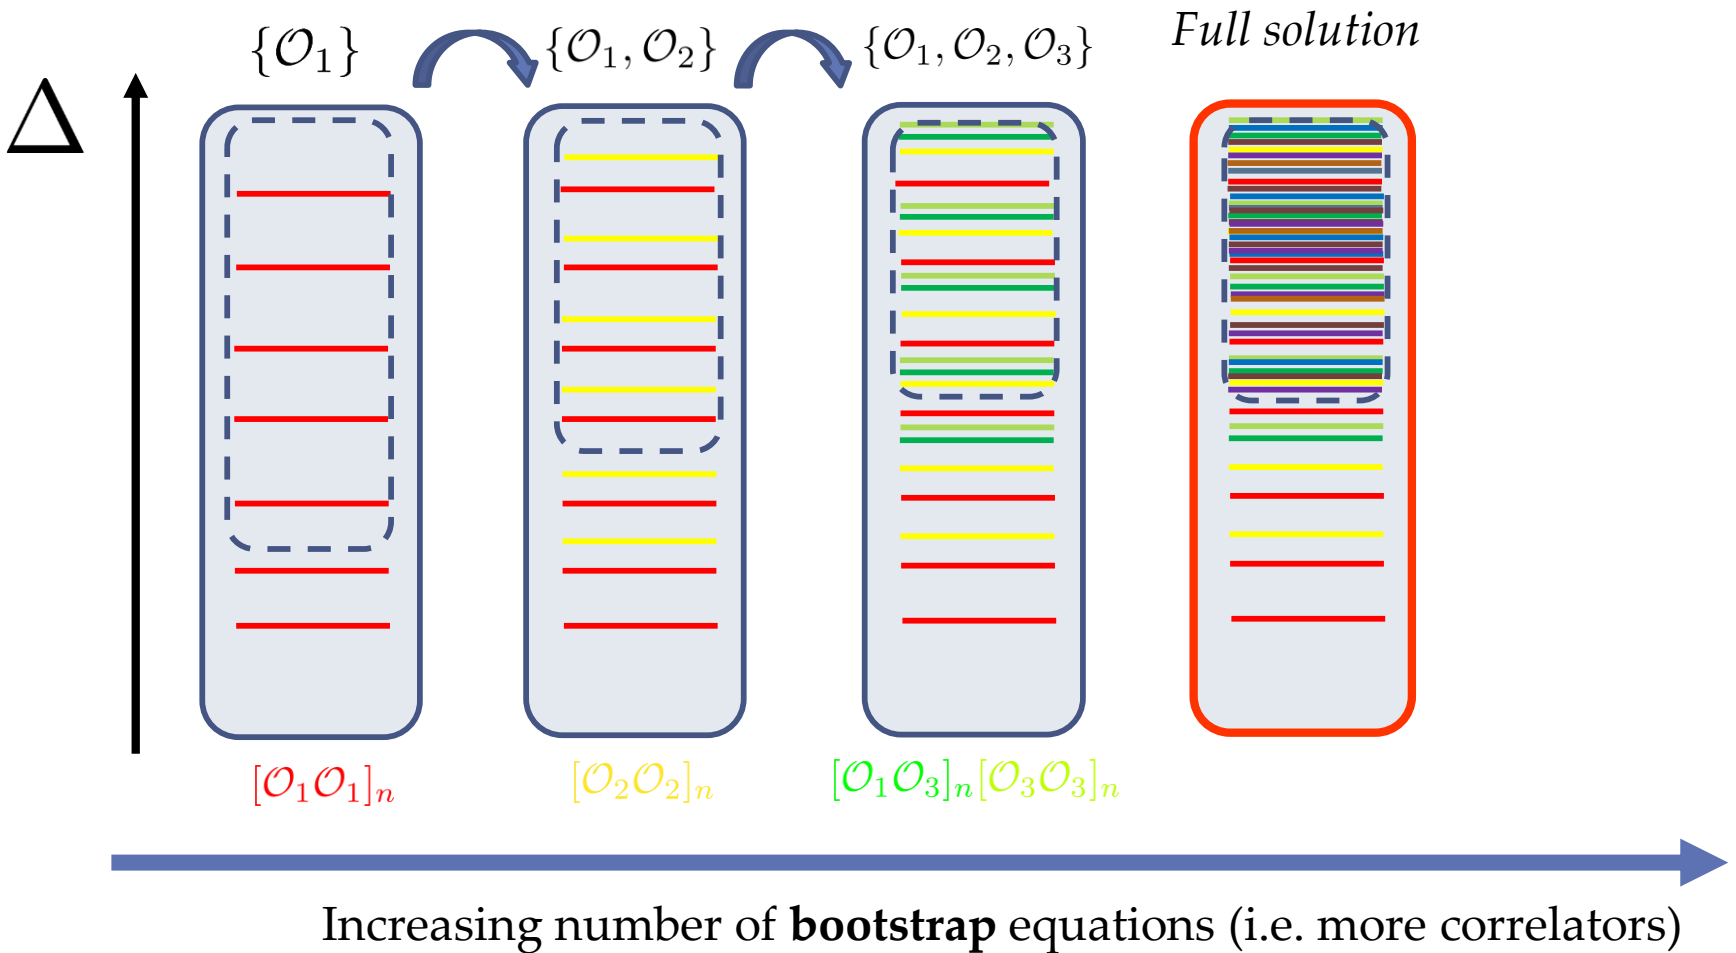 {𝒪₁} {𝒪₁, 𝒪₂} {𝒪₁, 𝒪₂, 𝒪₃} Full solution
Δ
[𝒪₁𝒪₁]ₙ [𝒪₂𝒪₂]ₙ [𝒪₁𝒪₃]ₙ[𝒪₃𝒪₃]ₙ
Increasing number of bootstrap equations (i.e. more correlators)